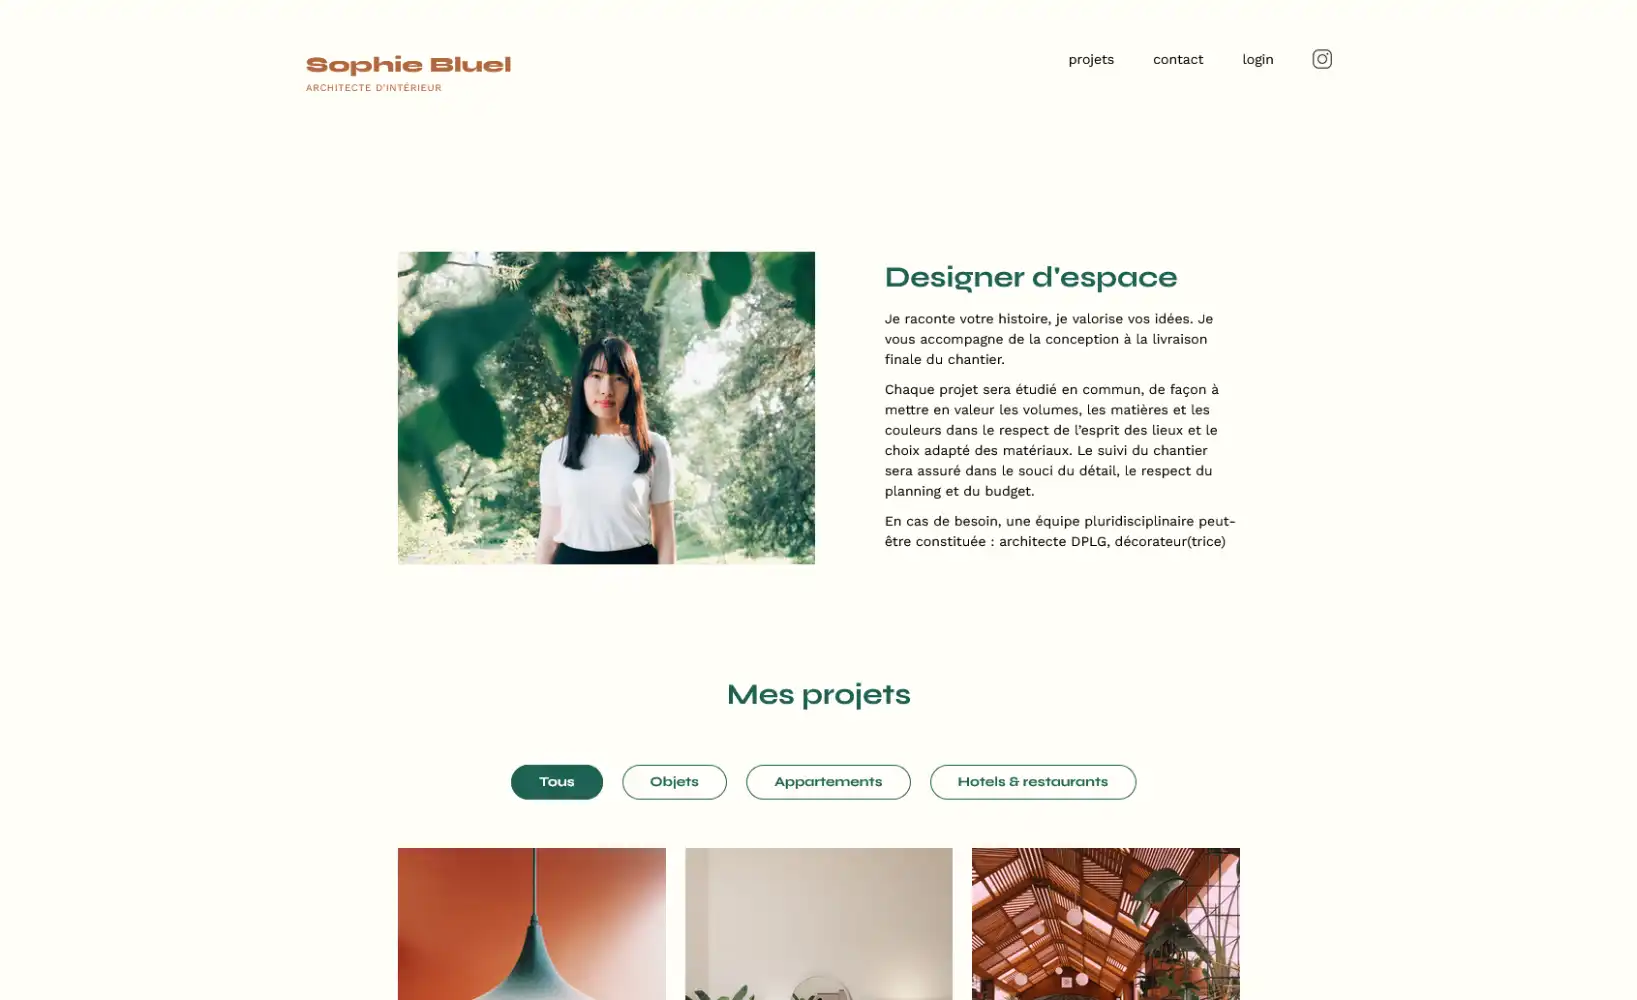 Sophie Bluel
ARCHITECTE D'INTÉRIEUR
projets
contact
login
Designer d'espace
Je raconte votre histoire, je valorise vos idées. Je
vous accompagne de la conception à la livraison
finale du chantier.
Chaque projet sera étudié en commun, de façon à
mettre en valeur les volumes, les matières et les
couleurs dans le respect de l’esprit des lieux et le
choix adapté des matériaux. Le suivi du chantier
sera assuré dans le souci du détail, le respect du
planning et du budget.
En cas de besoin, une équipe pluridisciplinaire peut-
être constituée : architecte DPLG, décorateur(trice)
Mes projets
Tous
Objets
Appartements
Hotels & restaurants